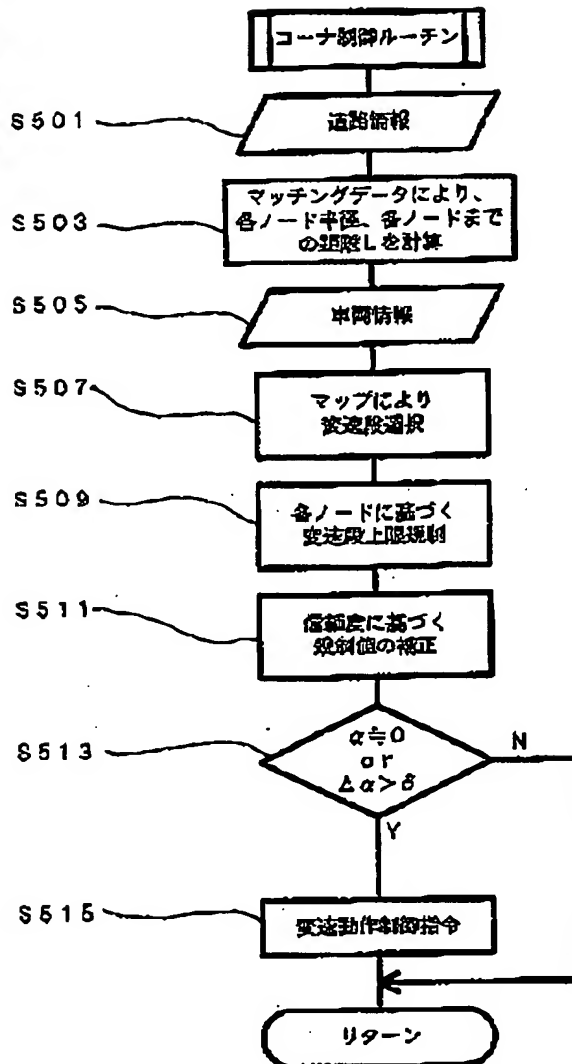 コーナ制御ルーチン
S501
道路情報
S503
マッチングデータにより、
各ノード半径、各ノードまで
の距離Lを計算
S505
車両情報
S507
マップにより
変速段選択
S509
各ノードに基づく
変速段上限規制
S511
信頼度に基づく
規制値の補正
S513
α≒0
or
Δα>δ
N
Y
S515
変速動作制御指令
リターン